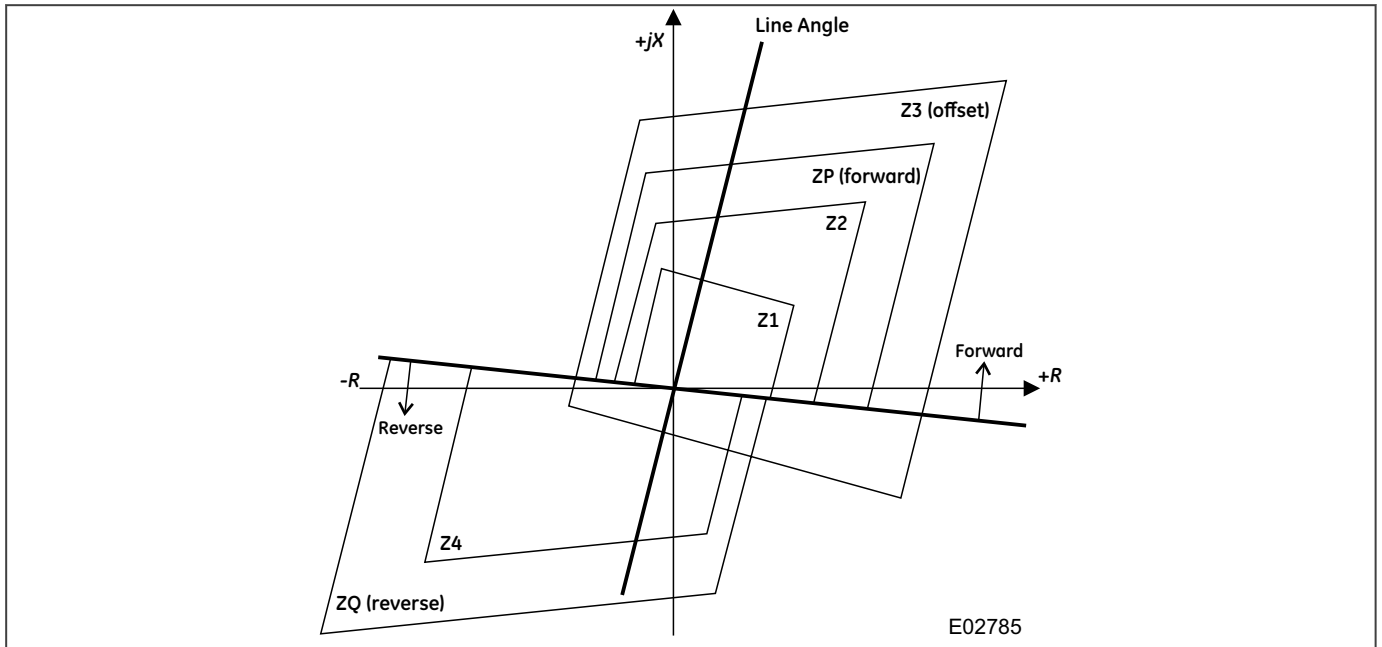 Line Angle
+jX
Z3 (offset)
ZP (forward)
Z2
Z1
Forward
-R
+R
Reverse
Z4
ZQ (reverse)
E02785